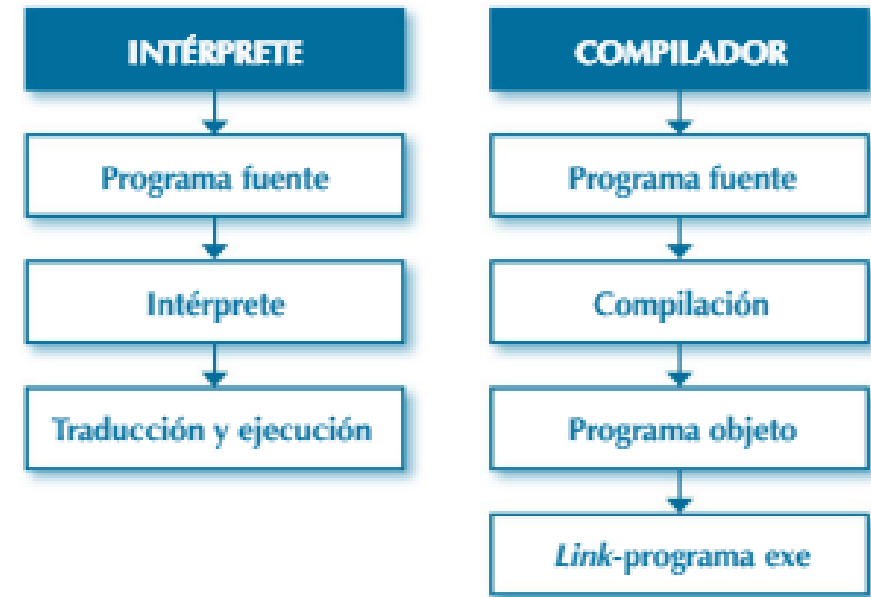 INTÉRPRETE
Programa fuente
Intérprete
Traducción y ejecución
COMPILADOR
Programa fuente
Compilación
Programa objeto
Link-programa exe